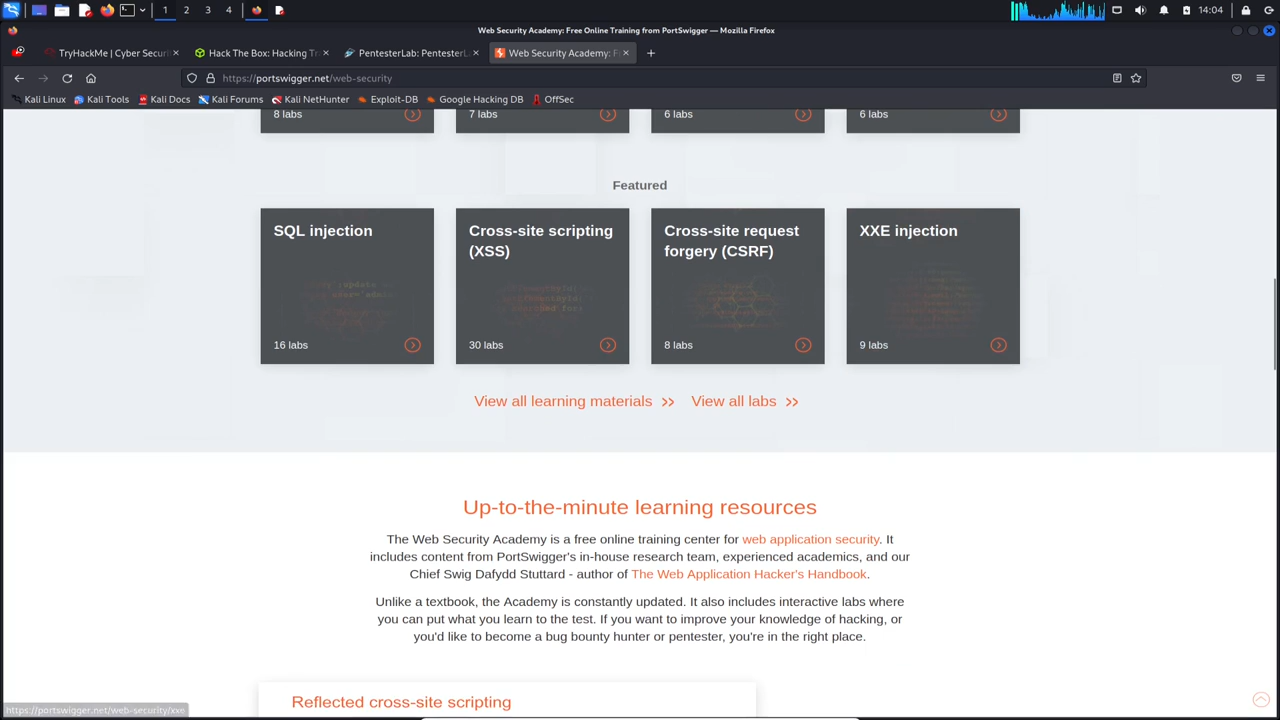 1
2
3
4
14:04
Web Security Academy: Free Online Training from PortSwigger — Mozilla Firefox
TryHackMe | Cyber Secur
Hack The Box: Hacking Tr
PentesterLab: PentesterL
Web Security Academy: F
https://portswigger.net/web-security
Kali Linux
Kali Tools
Kali Docs
Kali Forums
Kali NetHunter
Exploit-DB
Google Hacking DB
OffSec
8 labs
7 labs
6 labs
6 labs
Featured
SQL injection
16 labs
Cross-site scripting
(XSS)
30 labs
Cross-site request
forgery (CSRF)
8 labs
XXE injection
9 labs
View all learning materials
View all labs
Up-to-the-minute learning resources
The Web Security Academy is a free online training center for web application security. It
includes content from PortSwigger's in-house research team, experienced academics, and our
Chief Swig Dafydd Stuttard - author of The Web Application Hacker's Handbook.
Unlike a textbook, the Academy is constantly updated. It also includes interactive labs where
you can put what you learn to the test. If you want to improve your knowledge of hacking, or
you'd like to become a bug bounty hunter or pentester, you're in the right place.
Reflected cross-site scripting
https://portswigger.net/web-security/xxe